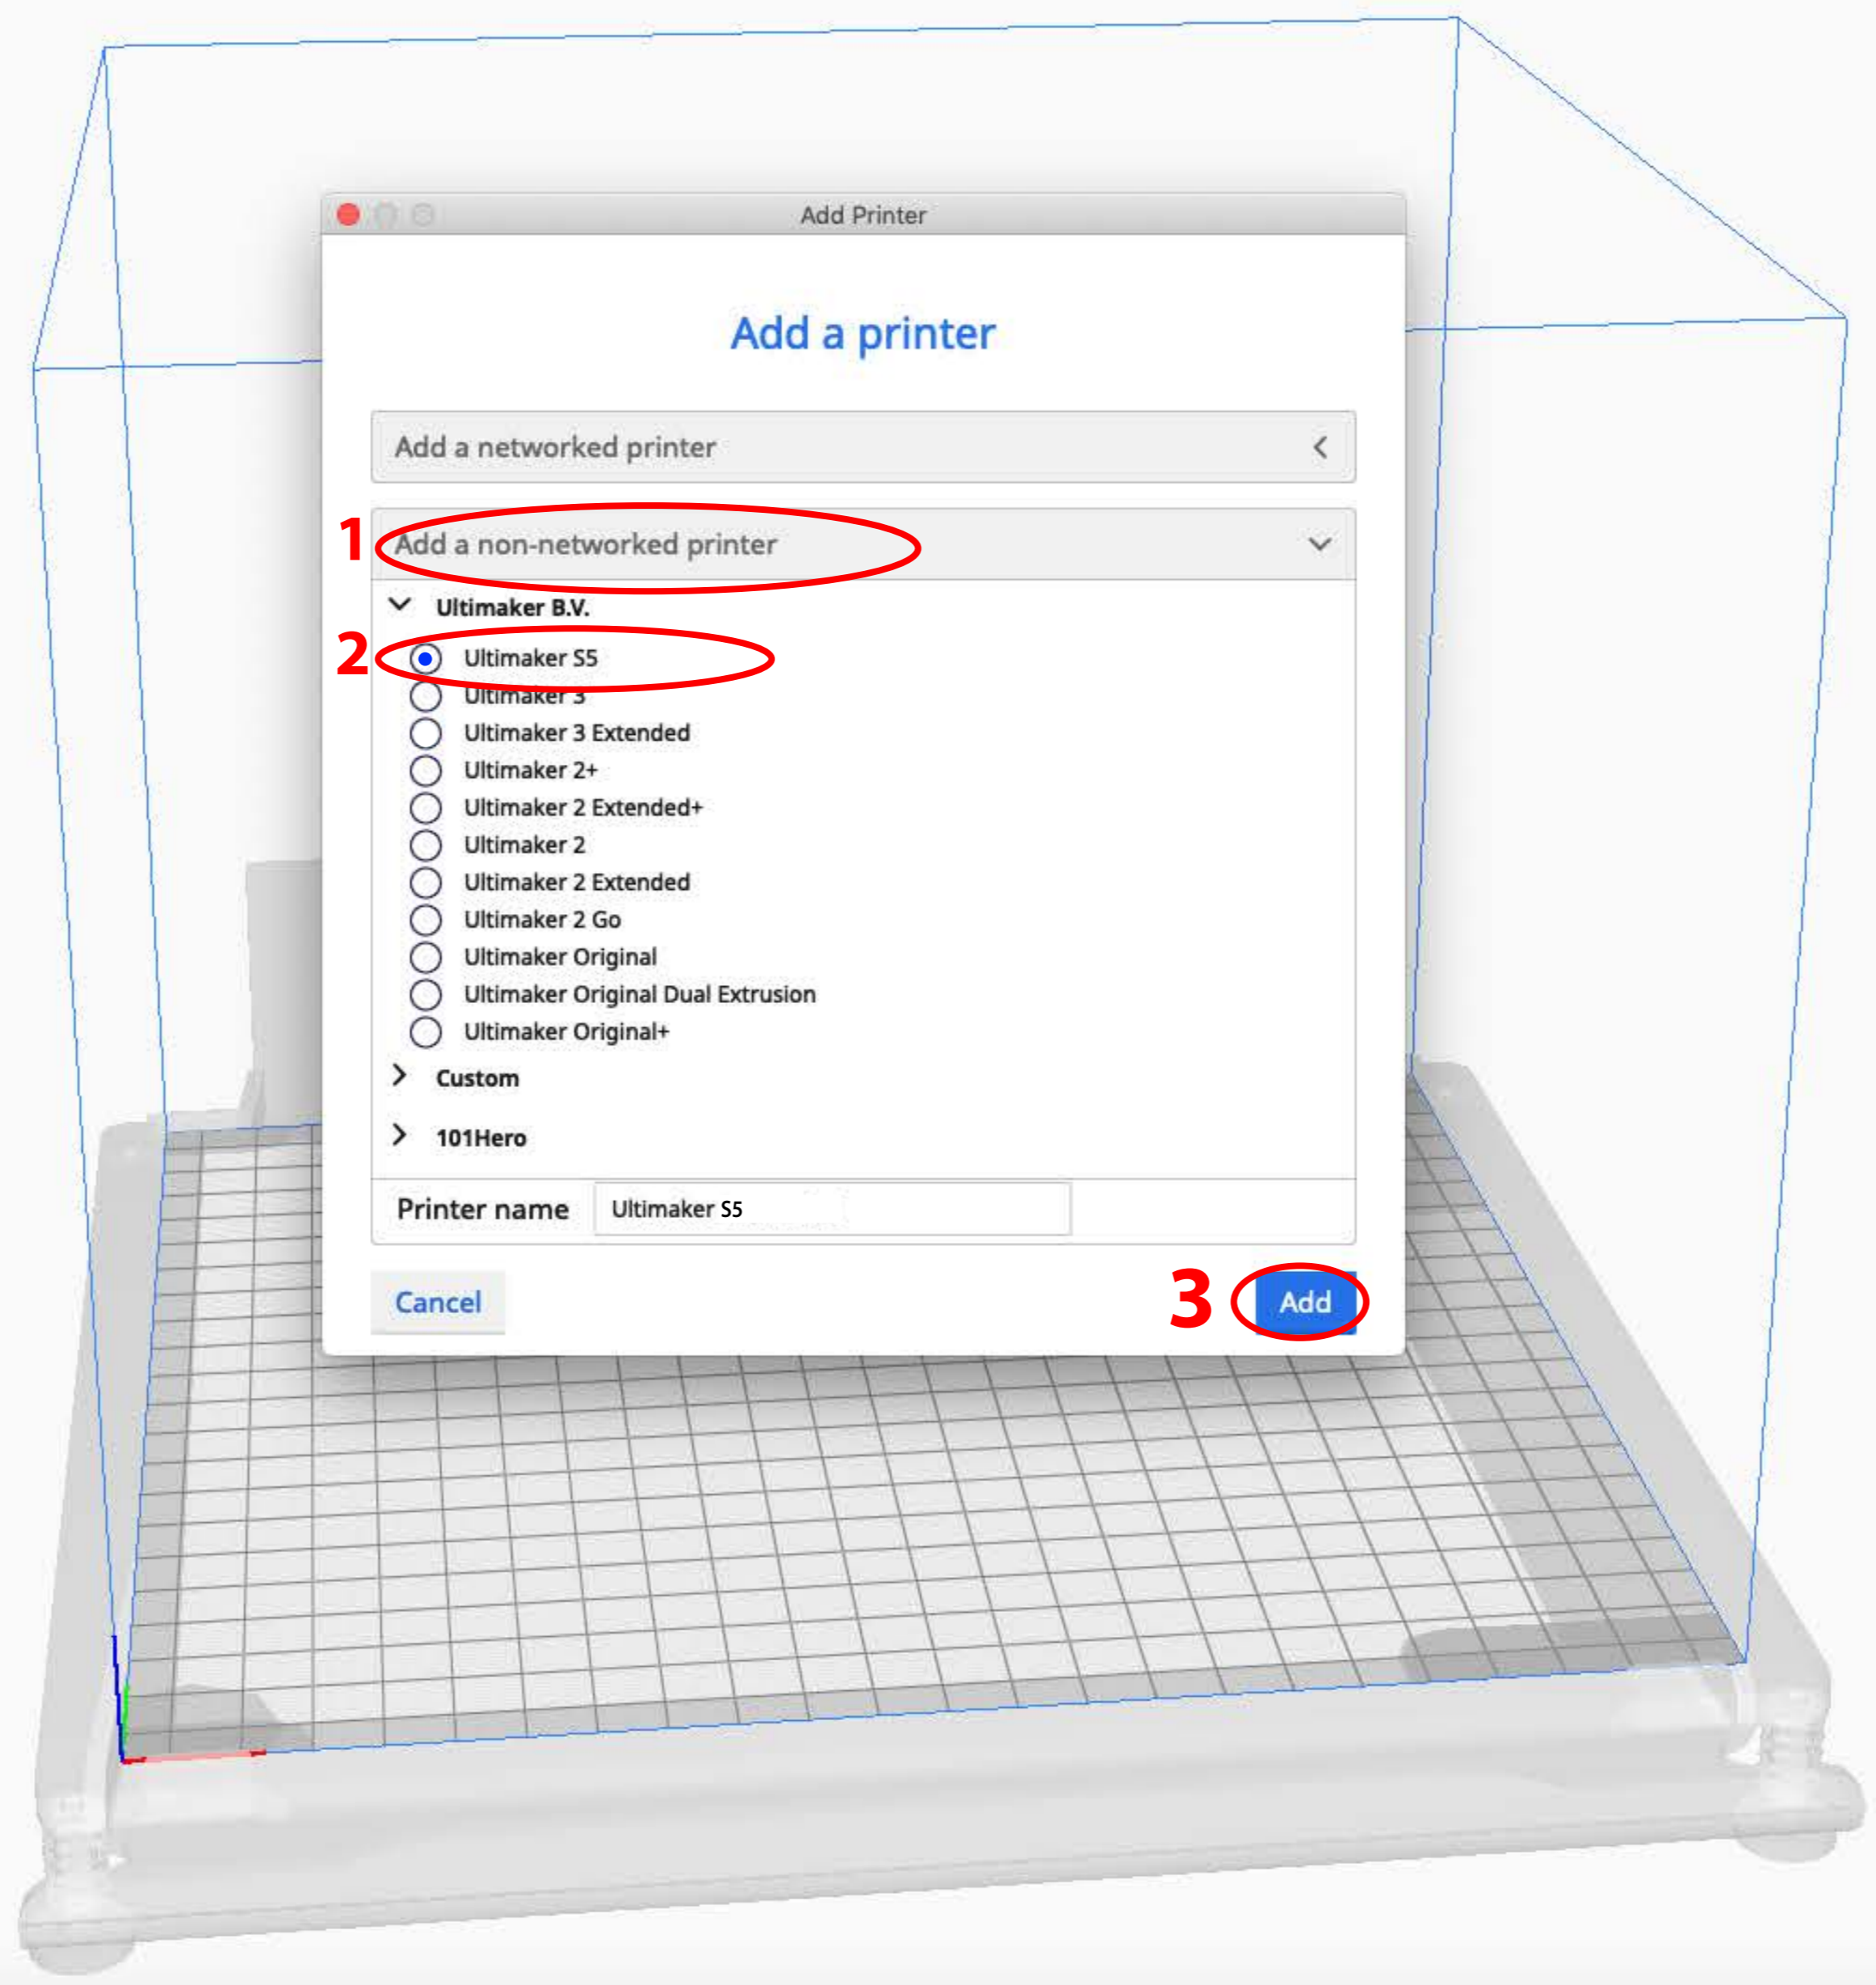 Add Printer
Add a printer
Add a networked printer
1 Add a non-networked printer
Ultimaker B.V.
2 Ultimaker S5
Ultimaker 3
Ultimaker 3 Extended
Ultimaker 2+
Ultimaker 2 Extended+
Ultimaker 2
Ultimaker 2 Extended
Ultimaker 2 Go
Ultimaker Original
Ultimaker Original Dual Extrusion
Ultimaker Original+
Custom
101Hero
Printer name Ultimaker S5
Cancel 3 Add